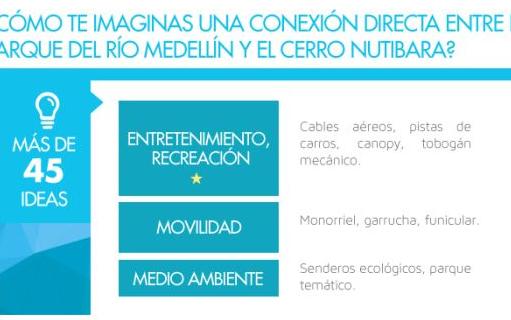 CÓMO TE IMAGINAS UNA CONEXIÓN DIRECTA ENTRE
ARQUE DEL RÍO MEDELLÍN Y EL CERRO NUTIBARA?
MÁS DE
45
IDEAS
ENTRETENIMIENTO,
RECREACIÓN
Cables aéreos, pistas de
carros, canopy, tobogán
mecánico.
MOVILIDAD
Monorriel, garrucha, funicular.
MEDIO AMBIENTE
Senderos ecológicos, parque
temático.